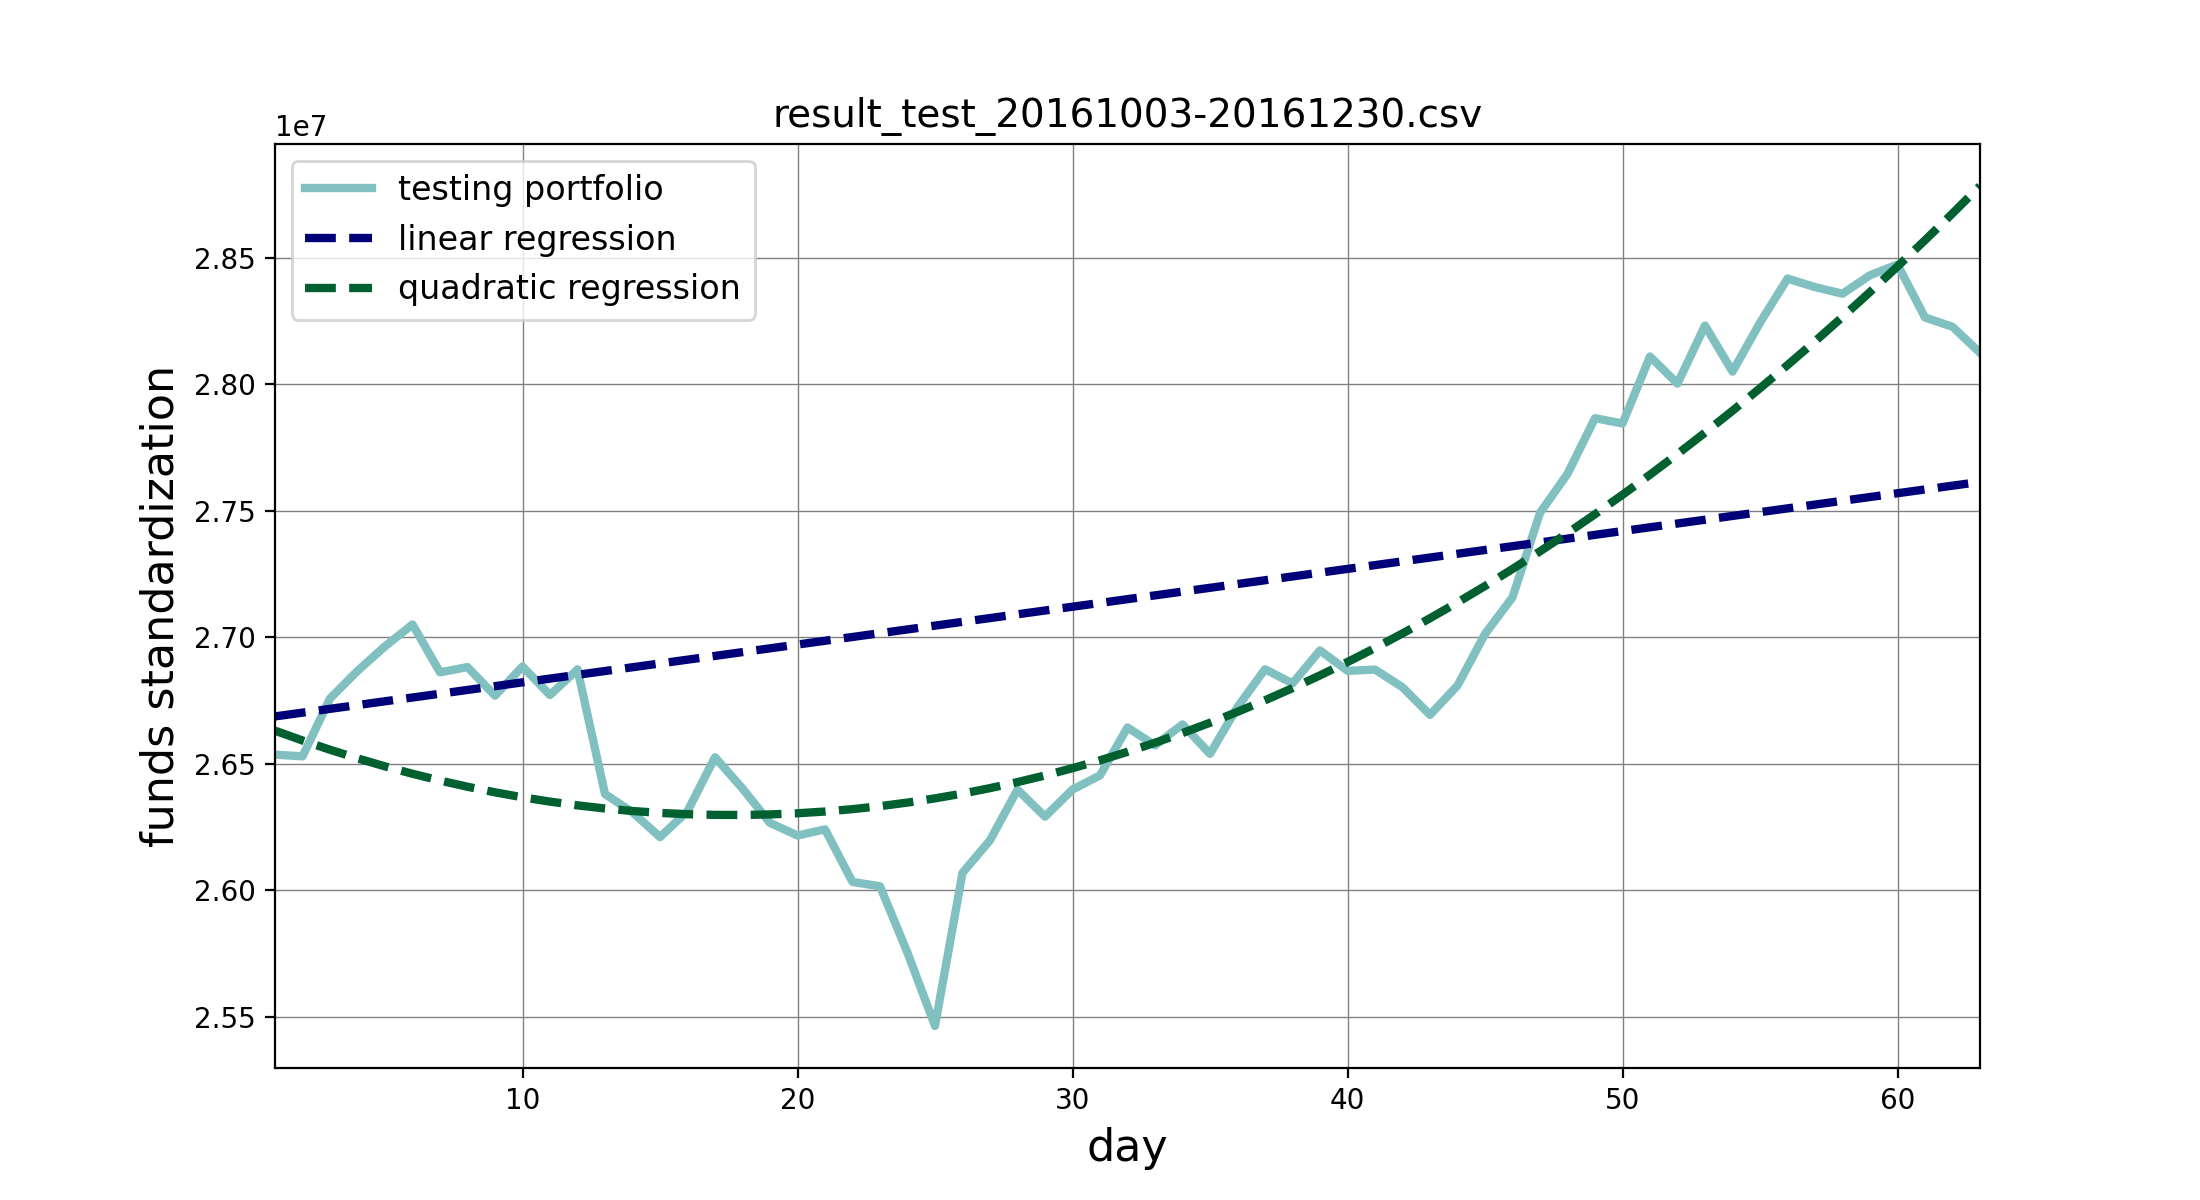 result_test_20161003-20161230.csv
1e7
testing portfolio
linear regression
quadratic regression
2.85
2.80
2.75
2.70
2.65
2.60
2.55
funds standardization
10 20 30 40 50 60
day